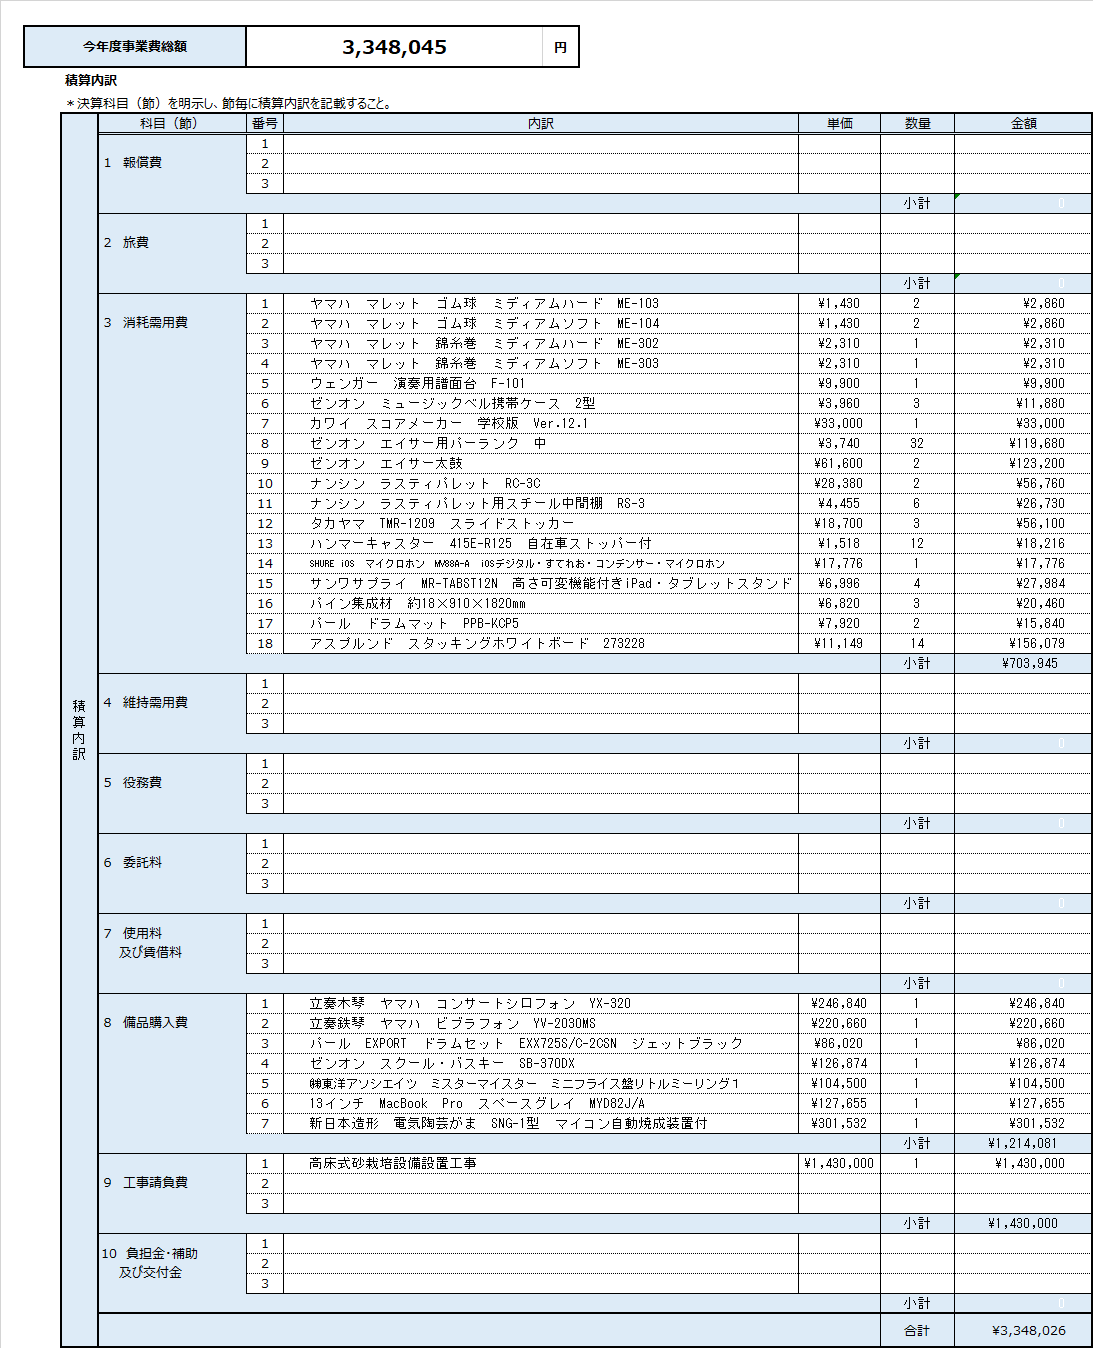 今年度事業費総額 3,348,045 円
積算内訳
＊決算科目（節）を明示し、節毎に積算内訳を記載すること。
科目（節） 番号 内訳 単価 数量 金額
積算内訳
1 報償費
1
2
3
小計 0
2 旅費
1
2
3
小計 0
3 消耗需用費
1 ヤマハ マレット ゴム球 ミディアムハード ME-103 ¥1,430 2 ¥2,860
2 ヤマハ マレット ゴム球 ミディアムソフト ME-104 ¥1,430 2 ¥2,860
3 ヤマハ マレット 錦糸巻 ミディアムハード ME-302 ¥2,310 1 ¥2,310
4 ヤマハ マレット 錦糸巻 ミディアムソフト ME-303 ¥2,310 1 ¥2,310
5 ウェンガー 演奏用譜面台 F-101 ¥9,900 1 ¥9,900
6 ゼンオン ミュージックベル携帯ケース 2型 ¥3,960 3 ¥11,880
7 カワイ スコアメーカー 学校版 Ver.12.1 ¥33,000 1 ¥33,000
8 ゼンオン エイサー用パーランク 中 ¥3,740 32 ¥119,680
9 ゼンオン エイサー太鼓 ¥61,600 2 ¥123,200
10 ナンシン ラスティパレット RC-3C ¥28,380 2 ¥56,760
11 ナンシン ラスティパレット用スチール中間棚 RS-3 ¥4,455 6 ¥26,730
12 タカヤマ TMR-1209 スライドストッカー ¥18,700 3 ¥56,100
13 ハンマーキャスター 415E-R125 自在車ストッパー付 ¥1,518 12 ¥18,216
14 SHURE iOS マイクロホン MV88A-A iOSデジタル・すてれお・コンデンサー・マイクロホン ¥17,776 1 ¥17,776
15 サンワサプライ MR-TABST12N 高さ可変機能付きiPad・タブレットスタンド ¥6,996 4 ¥27,984
16 パイン集成材 約18×910×1820mm ¥6,820 3 ¥20,460
17 パール ドラムマット PPB-KCP5 ¥7,920 2 ¥15,840
18 アスプルンド スタッキングホワイトボード 273228 ¥11,149 14 ¥156,079
小計 ¥703,945
4 維持需用費
1
2
3
小計 0
5 役務費
1
2
3
小計 0
6 委託料
1
2
3
小計 0
7 使用料
及び賃借料
1
2
3
小計 0
8 備品購入費
1 立奏木琴 ヤマハ コンサートシロフォン YX-320 ¥246,840 1 ¥246,840
2 立奏鉄琴 ヤマハ ビブラフォン YV-2030MS ¥220,660 1 ¥220,660
3 パール EXPORT ドラムセット EXX725S/C-2CSN ジェットブラック ¥86,020 1 ¥86,020
4 ゼンオン スクール・バスキー SB-370DX ¥126,874 1 ¥126,874
5 ㈱東洋アソシエイツ ミスターマイスター ミニフライス盤リトルミーリング１ ¥104,500 1 ¥104,500
6 13インチ MacBook Pro スペースグレイ MYD82J/A ¥127,655 1 ¥127,655
7 新日本造形 電気陶芸がま SNG-1型 マイコン自動焼成装置付 ¥301,532 1 ¥301,532
小計 ¥1,214,081
9 工事請負費
1 高床式砂栽培設備設置工事 ¥1,430,000 1 ¥1,430,000
2
3
小計 ¥1,430,000
10 負担金･補助
及び交付金
1
2
3
小計 0
合計 ¥3,348,026